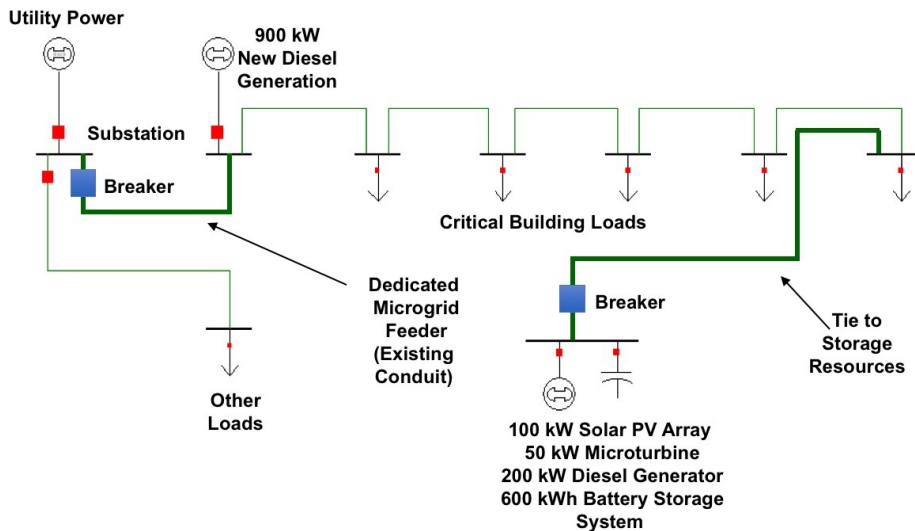 Utility Power
900 kW
New Diesel
Generation
Substation
Breaker
Critical Building Loads
Dedicated
Microgrid
Feeder
(Existing
Conduit)
Breaker
Tie to
Storage
Resources
Other
Loads
100 kW Solar PV Array
50 kW Microturbine
200 kW Diesel Generator
600 kWh Battery Storage
System